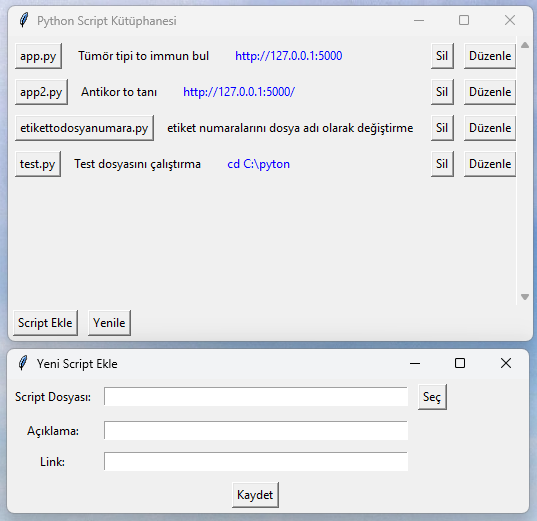 Python Script Kütüphanesi
app.py Tümör tipi to immun bul http://127.0.0.1:5000 Sil Düzenle
app2.py Antikor to tanı http://127.0.0.1:5000/ Sil Düzenle
etikettodosyanumara.py etiket numaralarını dosya adı olarak değiştirme Sil Düzenle
test.py Test dosyasını çalıştırma cd C:\pyton Sil Düzenle
Script Ekle Yenile
Yeni Script Ekle
Script Dosyası: Seç
Açıklama:
Link:
Kaydet